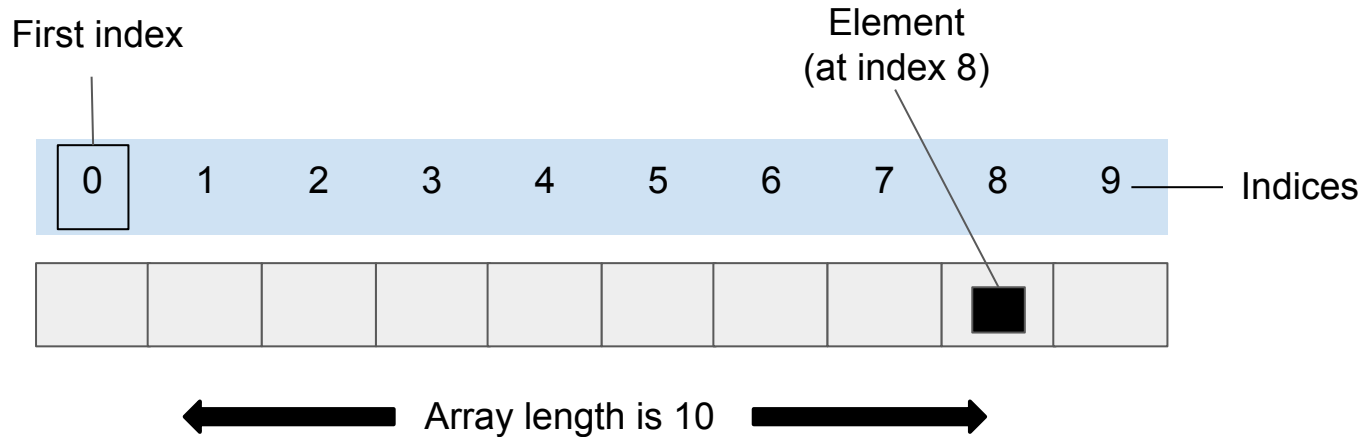 First index
Element
(at index 8)
0 1 2 3 4 5 6 7 8 9
Indices
Array length is 10